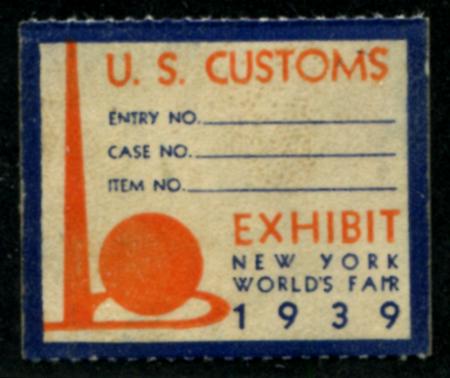 U. S. CUSTOMS
ENTRY NO.
CASE NO.
ITEM NO.
EXHIBIT
NEW YORK
WORLD'S FAIR
1939